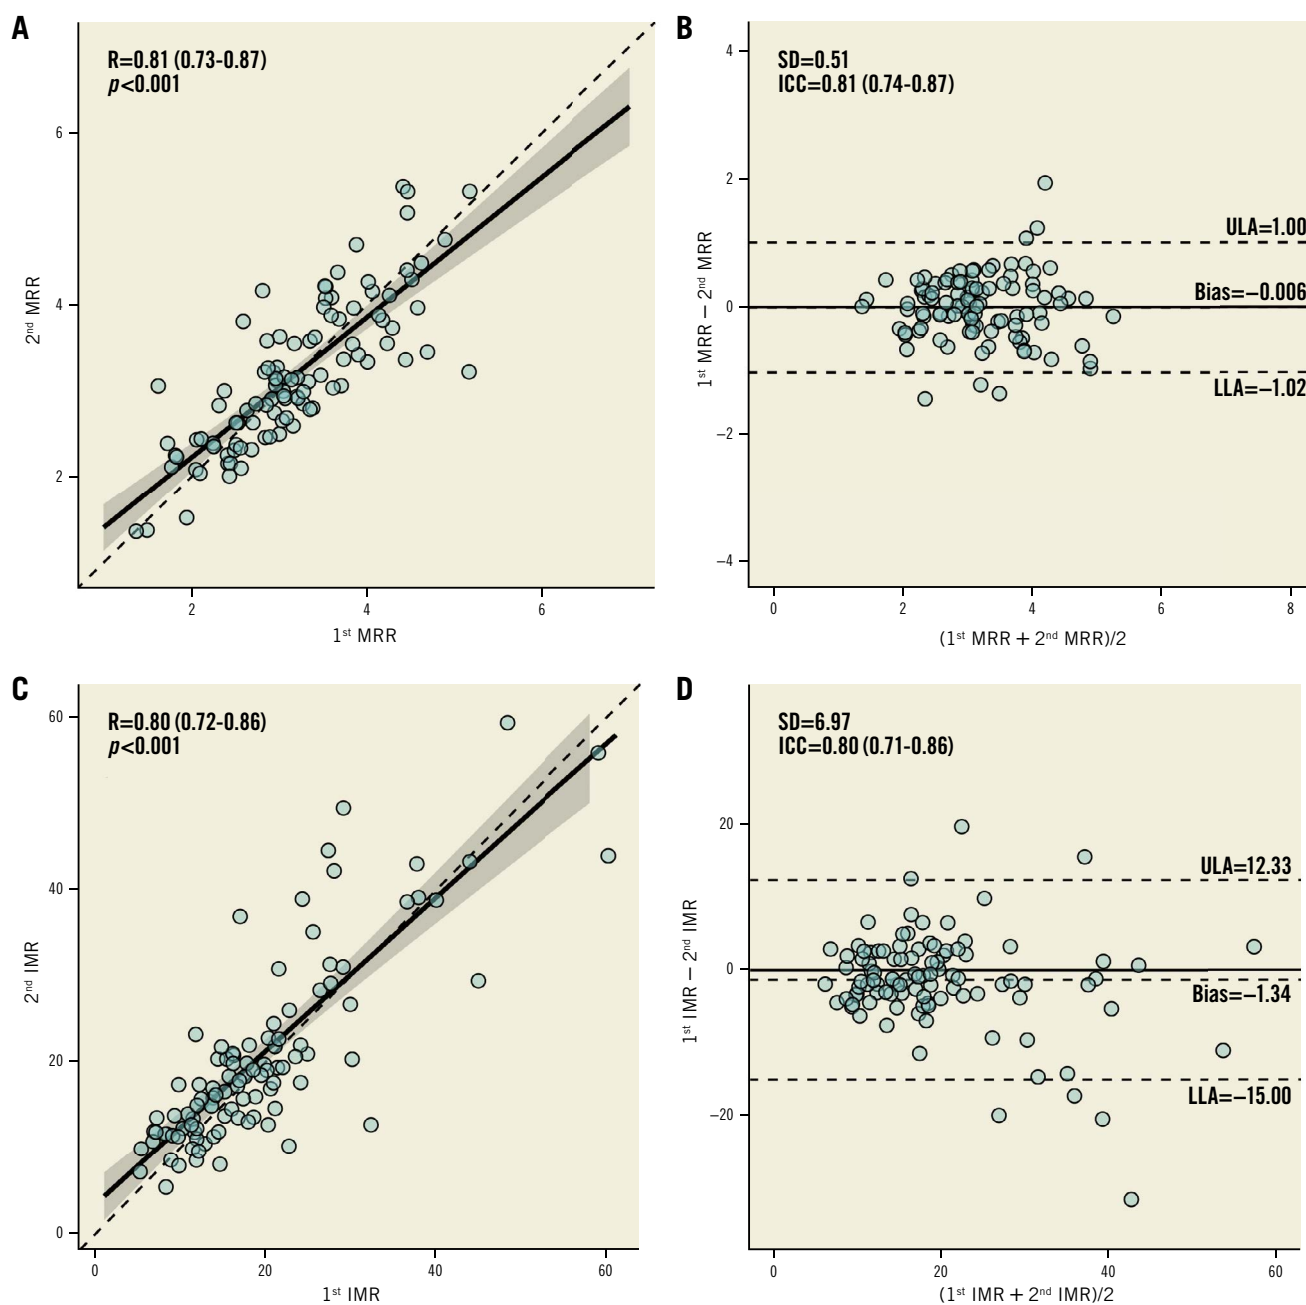 A
R=0.81 (0.73-0.87)
p<0.001
6
4
2
2nd MRR
2 4 6
1st MRR
B
SD=0.51
ICC=0.81 (0.74-0.87)
4
2
0
−2
−4
1st MRR − 2nd MRR
ULA=1.00
Bias=−0.006
LLA=−1.02
0 2 4 6 8
(1st MRR + 2nd MRR)/2
C
R=0.80 (0.72-0.86)
p<0.001
60
40
20
0
2nd IMR
0 20 40 60
1st IMR
D
SD=6.97
ICC=0.80 (0.71-0.86)
20
0
−20
1st IMR − 2nd IMR
ULA=12.33
Bias=−1.34
LLA=−15.00
0 20 40 60
(1st IMR + 2nd IMR)/2